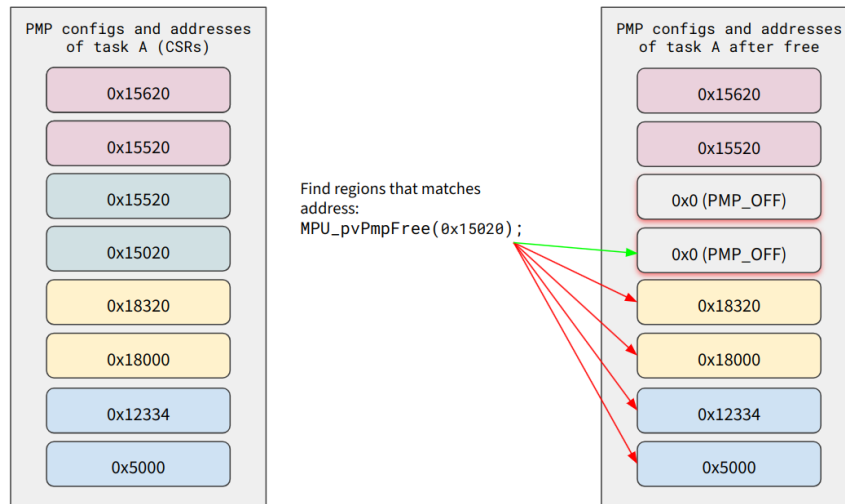 PMP configs and addresses
of task A (CSRs)
0x15620
0x15520
0x15520
0x15020
0x18320
0x18000
0x12334
0x5000
Find regions that matches
address:
MPU_pvPmpFree(0x15020);
PMP configs and addresses
of task A after free
0x15620
0x15520
0x0 (PMP_OFF)
0x0 (PMP_OFF)
0x18320
0x18000
0x12334
0x5000